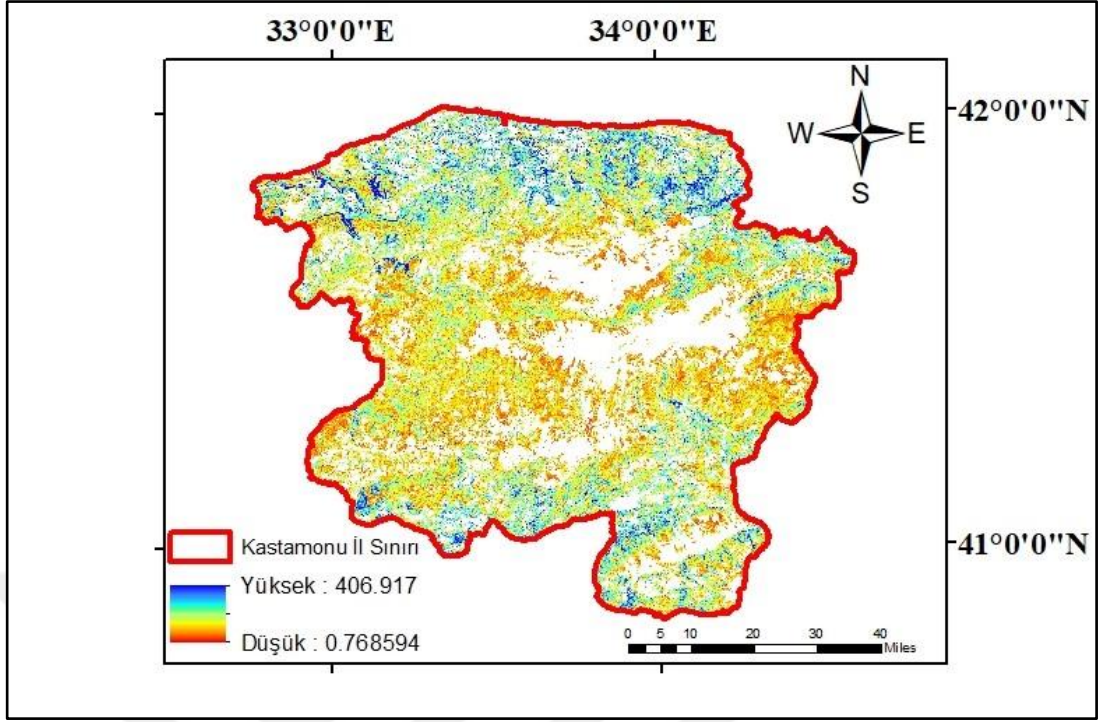 33°0'0"E 34°0'0"E
42°0'0"N
N
W E
S
Kastamonu İl Sınırı
Yüksek : 406.917
Düşük : 0.768594
41°0'0"N
0 5 10 20 30 40
Miles